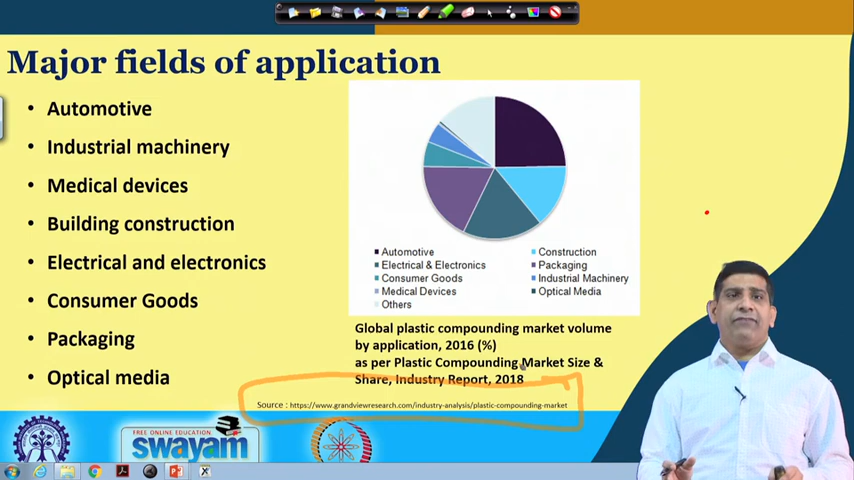 Major fields of application
• Automotive
• Industrial machinery
• Medical devices
• Building construction
• Electrical and electronics
• Consumer Goods
• Packaging
• Optical media
Automotive
Construction
Electrical & Electronics
Packaging
Consumer Goods
Industrial Machinery
Medical Devices
Optical Media
Others
Global plastic compounding market volume
by application, 2016 (%)
as per Plastic Compounding Market Size &
Share, Industry Report, 2018
Source : https://www.grandviewresearch.com/industry-analysis/plastic-compounding-market
FREE ONLINE EDUCATION
swayam